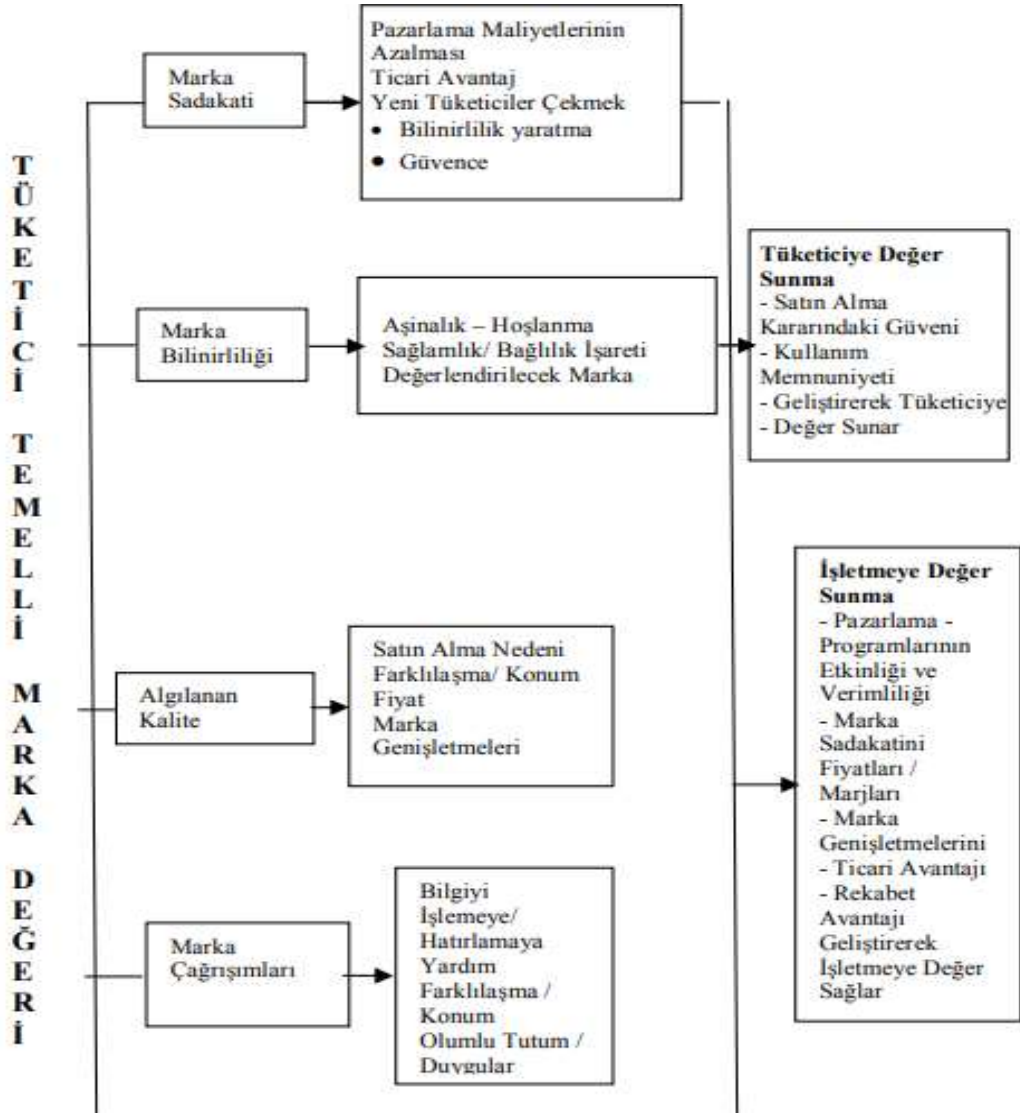 TÜKETİCİ TEMELLİ MARKA DEĞERİ
Marka
Sadakati
Pazarlama Maliyetlerinin
Azalması
Ticari Avantaj
Yeni Tüketiciler Çekmek
• Bilinirlilik yaratma
• Güvence
Marka
Bilinirliliği
Aşinalık – Hoşlanma
Sağlamlık/ Bağlılık İşareti
Değerlendirilecek Marka
Algılanan
Kalite
Satın Alma Nedeni
Farklılaşma/ Konum
Fiyat
Marka
Genişletmeleri
Marka
Çağrışımları
Bilgiyi
İşlemeye/
Hatırlamaya
Yardım
Farklılaşma /
Konum
Olumlu Tutum /
Duygular
Tüketiciye Değer
Sunma
- Satın Alma
Kararındaki Güveni
- Kullanım
Memnuniyeti
- Geliştirerek Tüketiciye
- Değer Sunar
İşletmeye Değer
Sunma
- Pazarlama -
Programlarının
Etkinliği ve
Verimliliği
- Marka
Sadakatini
Fiyatları /
Marjları
- Marka
Genişletmelerini
- Ticari Avantajı
- Rekabet
Avantajı
Geliştirerek
İşletmeye Değer
Sağlar